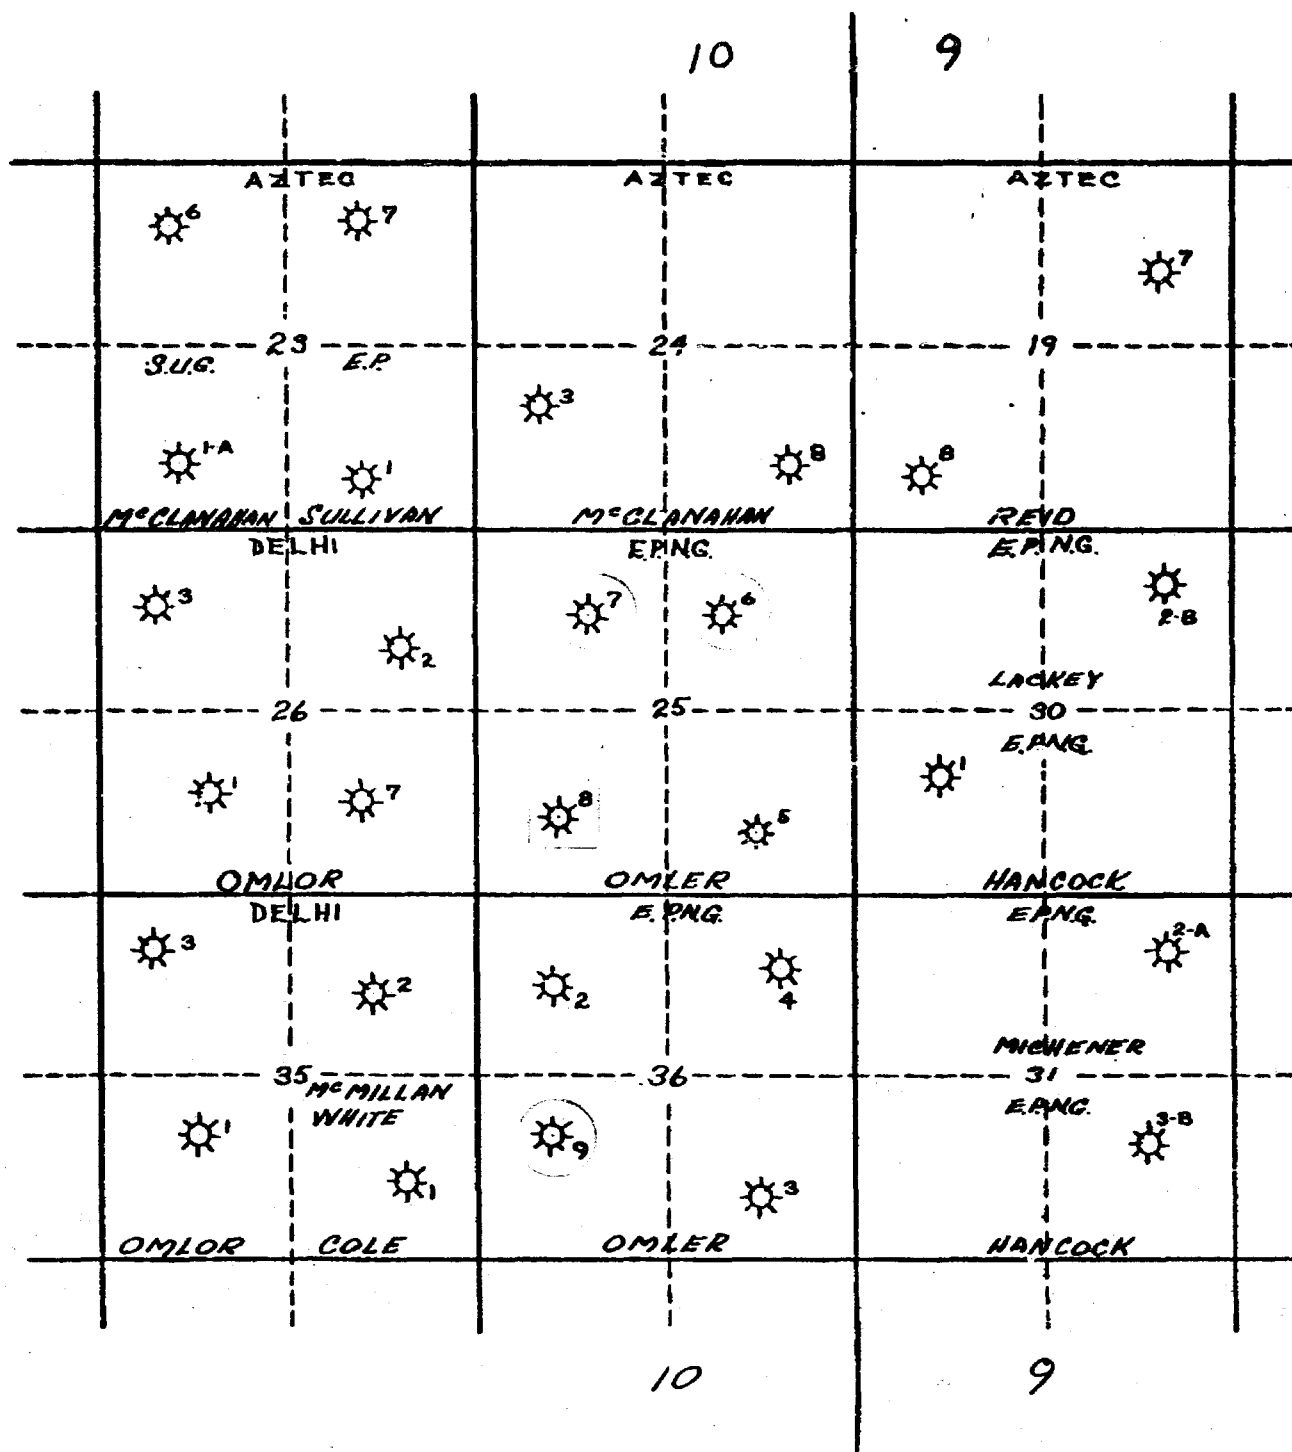 10 9
AZTEC AZTEC AZTEC
6 7 7
23 24 19
S.U.G. E.P.
3
1-A 1 8 8
McCLANAHAN SULLIVAN McCLANAHAN REID
DELHI E.P.N.G. E.P.N.G.
3 7 6 2-B
2
LACKEY
26 25 30
E.P.N.G.
1 7 8 5 1
OMLOR OMLER HANCOCK
DELHI E.P.N.G. E.P.N.G.
3 2-A
2 2 4
MICHENER
35 36 31
McMILLAN E.P.N.G.
WHITE
1 9 3-B
1 3
OMLOR COLE OMLER HANCOCK
10 9